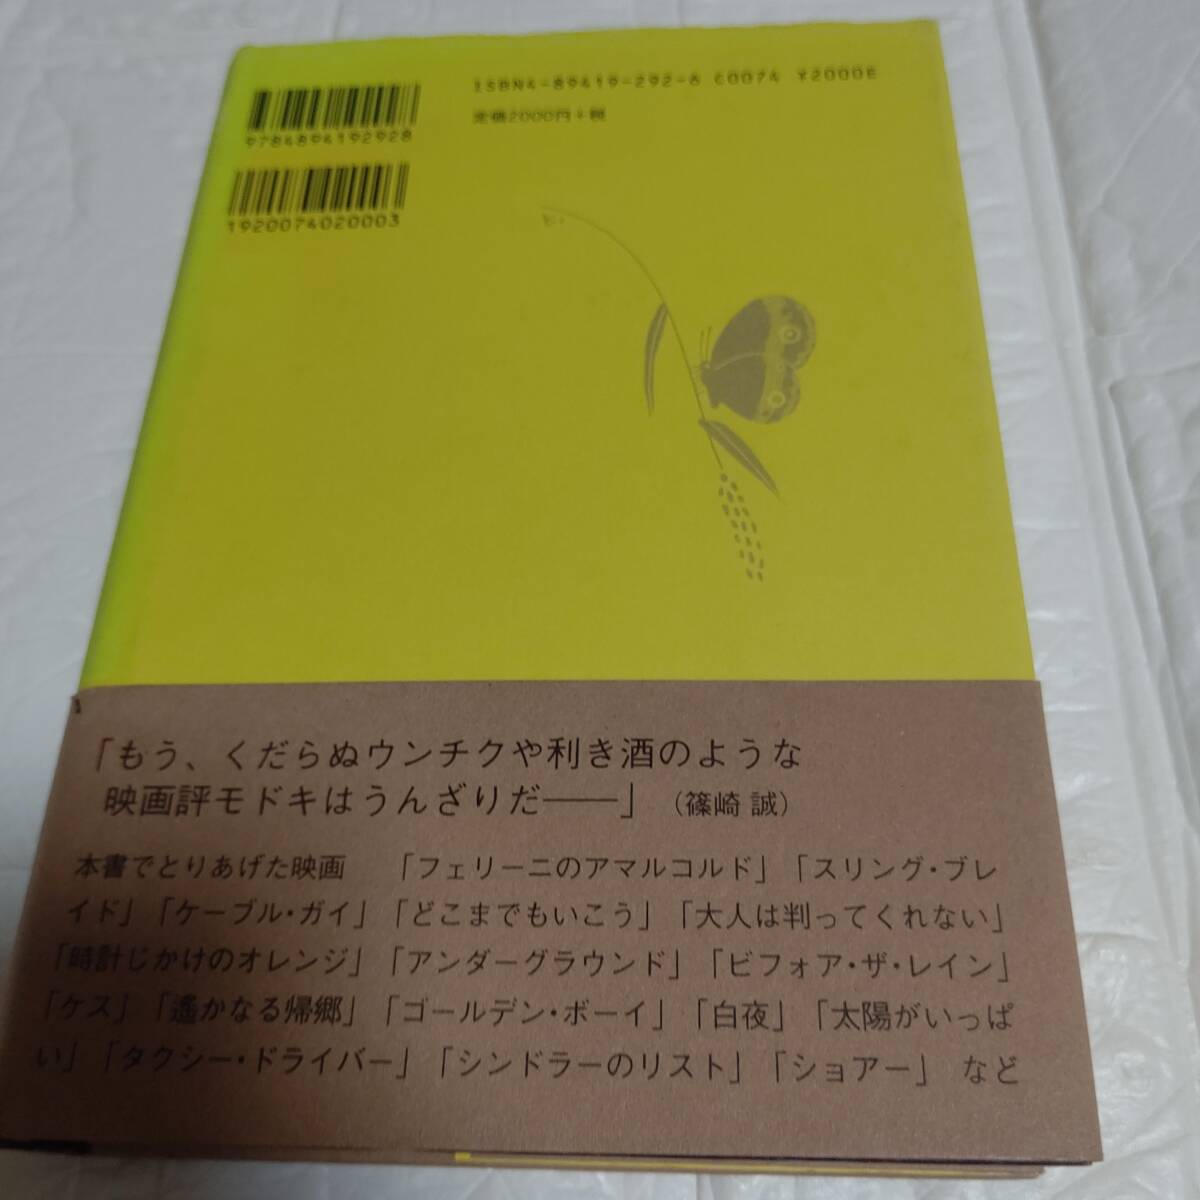 ISBN4-89419-292-6 C0074 ¥2000E
定価2000円+税
9784894192928
1920074020003
「もう、くだらぬウンチクや利き酒のような
映画評モドキはうんざりだ――」（篠崎 誠）
本書でとりあげた映画 「フェリーニのアマルコルド」「スリング・ブレ
イド」「ケーブル・ガイ」「どこまでもいこう」「大人は判ってくれない」
「時計じかけのオレンジ」「アンダーグラウンド」「ビフォア・ザ・レイン」
「ケス」「遙かなる帰郷」「ゴールデン・ボーイ」「白夜」「太陽がいっぱ
い」「タクシー・ドライバー」「シンドラーのリスト」「ショアー」 など